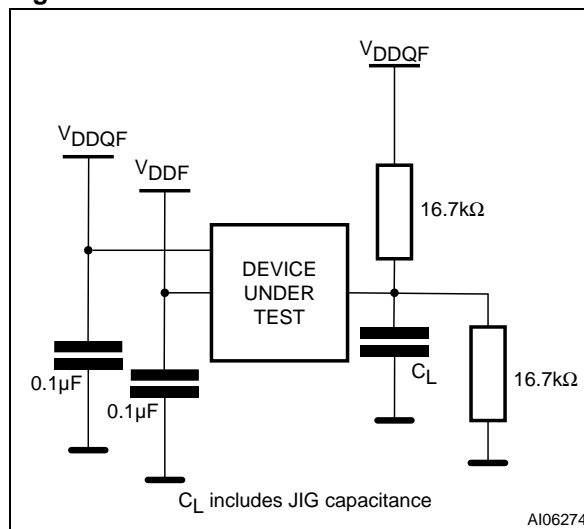 VDDQF
VDDQF
VDDF
16.7kΩ
DEVICE
UNDER
TEST
0.1µF
0.1µF
CL
16.7kΩ
CL includes JIG capacitance
AI06274